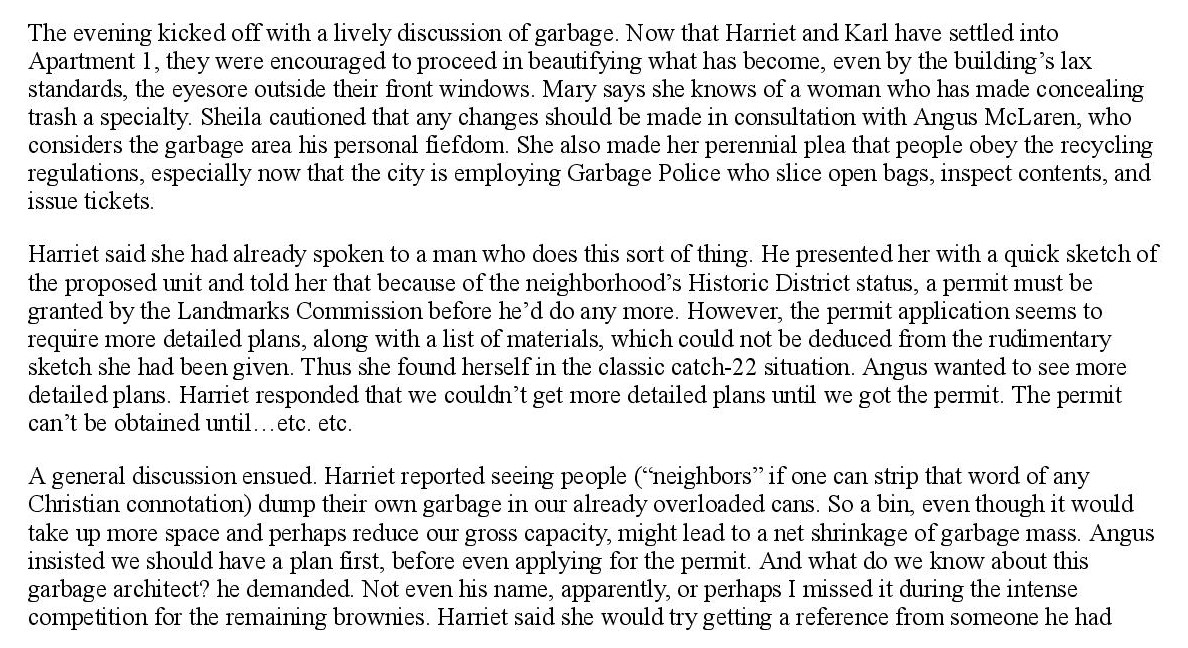 The evening kicked off with a lively discussion of garbage. Now that Harriet and Karl have settled into
Apartment 1, they were encouraged to proceed in beautifying what has become, even by the building’s lax
standards, the eyesore outside their front windows. Mary says she knows of a woman who has made concealing
trash a specialty. Sheila cautioned that any changes should be made in consultation with Angus McLaren, who
considers the garbage area his personal fiefdom. She also made her perennial plea that people obey the recycling
regulations, especially now that the city is employing Garbage Police who slice open bags, inspect contents, and
issue tickets.
Harriet said she had already spoken to a man who does this sort of thing. He presented her with a quick sketch of
the proposed unit and told her that because of the neighborhood’s Historic District status, a permit must be
granted by the Landmarks Commission before he’d do any more. However, the permit application seems to
require more detailed plans, along with a list of materials, which could not be deduced from the rudimentary
sketch she had been given. Thus she found herself in the classic catch-22 situation. Angus wanted to see more
detailed plans. Harriet responded that we couldn’t get more detailed plans until we got the permit. The permit
can’t be obtained until…etc. etc.
A general discussion ensued. Harriet reported seeing people (“neighbors” if one can strip that word of any
Christian connotation) dump their own garbage in our already overloaded cans. So a bin, even though it would
take up more space and perhaps reduce our gross capacity, might lead to a net shrinkage of garbage mass. Angus
insisted we should have a plan first, before even applying for the permit. And what do we know about this
garbage architect? he demanded. Not even his name, apparently, or perhaps I missed it during the intense
competition for the remaining brownies. Harriet said she would try getting a reference from someone he had